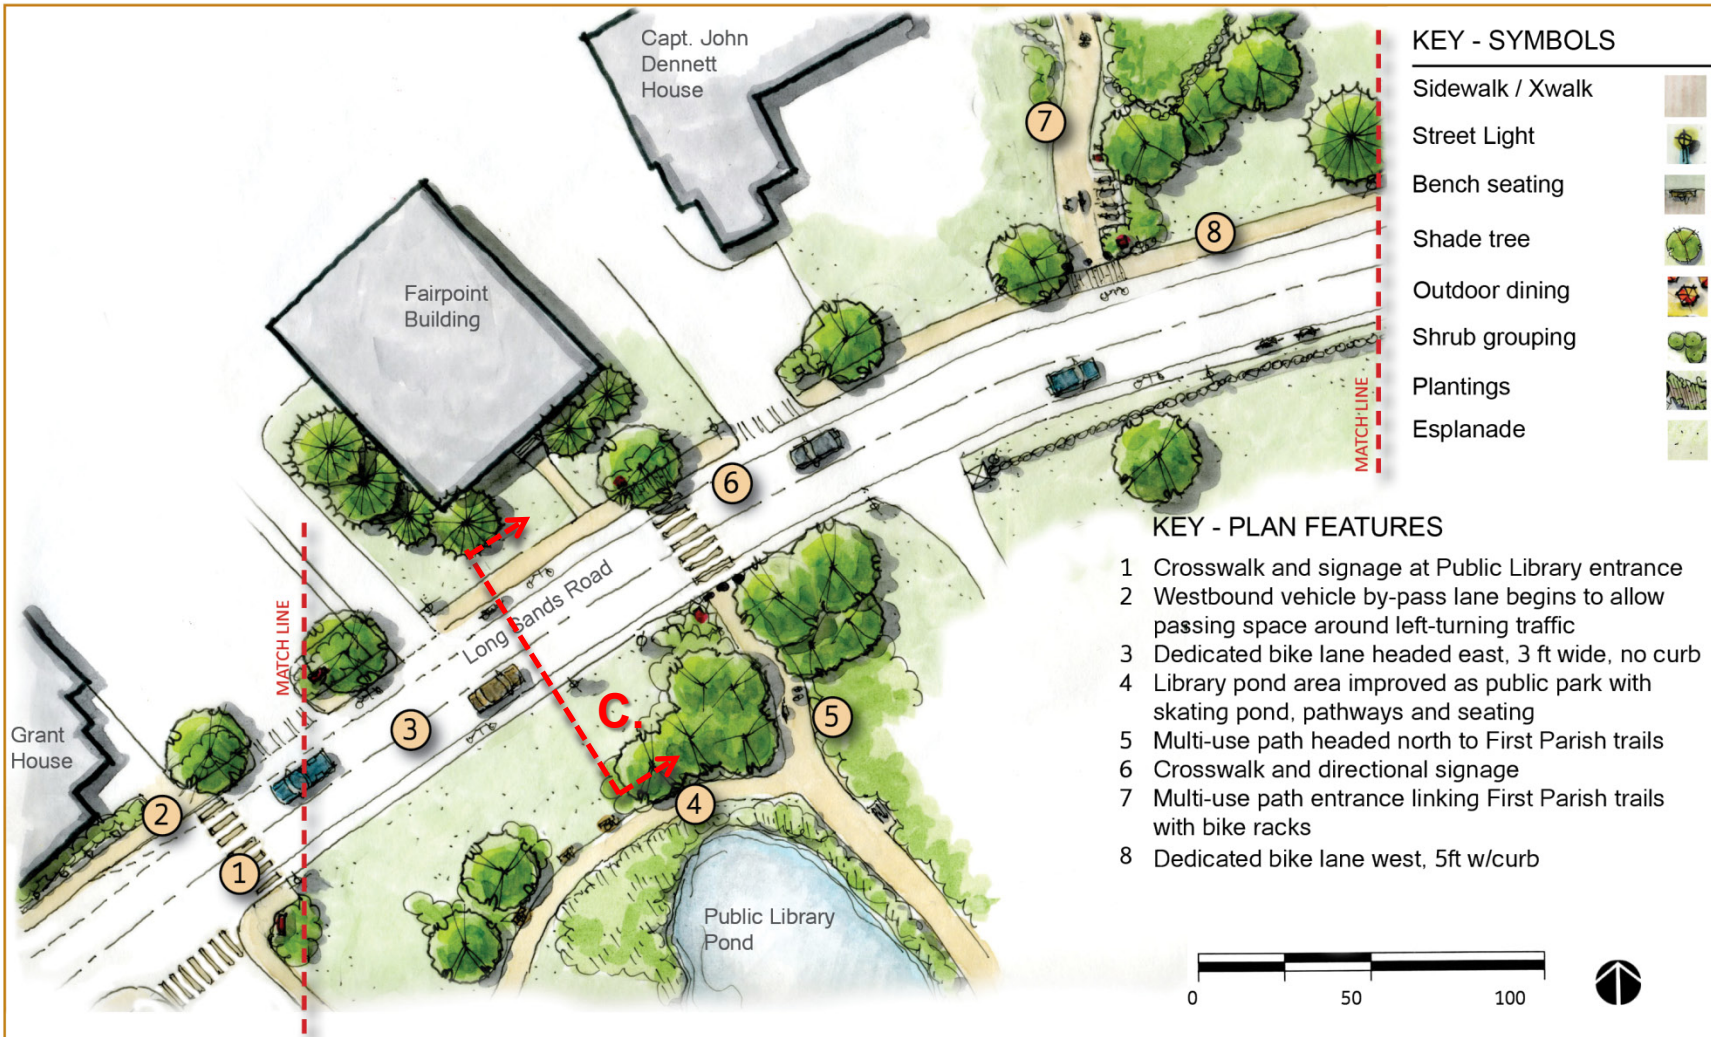 Capt. John
Dennett
House
Fairpoint
Building
Grant
House
Long Sands Road
Public Library
Pond
MATCH LINE
MATCH LINE
C.
1
2
3
4
5
6
7
8
KEY - SYMBOLS
Sidewalk / Xwalk
Street Light
Bench seating
Shade tree
Outdoor dining
Shrub grouping
Plantings
Esplanade
KEY - PLAN FEATURES
1 Crosswalk and signage at Public Library entrance
2 Westbound vehicle by-pass lane begins to allow
passing space around left-turning traffic
3 Dedicated bike lane headed east, 3 ft wide, no curb
4 Library pond area improved as public park with
skating pond, pathways and seating
5 Multi-use path headed north to First Parish trails
6 Crosswalk and directional signage
7 Multi-use path entrance linking First Parish trails
with bike racks
8 Dedicated bike lane west, 5ft w/curb
0 50 100